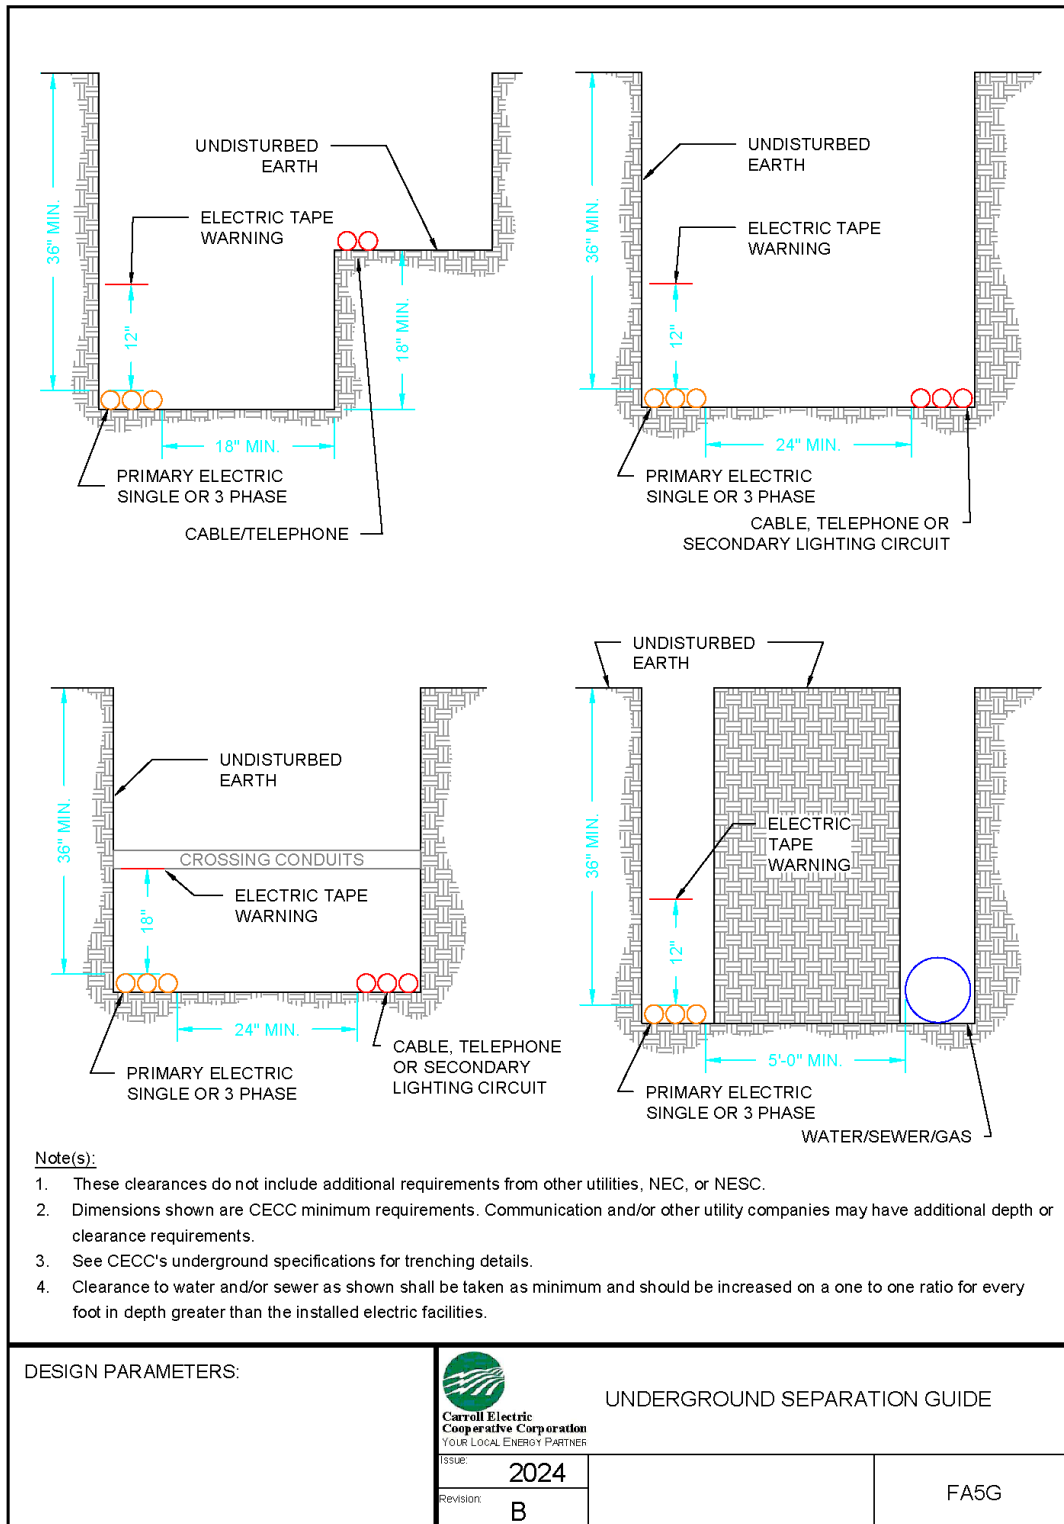 UNDISTURBED
EARTH
ELECTRIC TAPE
WARNING
36" MIN.
12"
18" MIN.
18" MIN.
PRIMARY ELECTRIC
SINGLE OR 3 PHASE
CABLE/TELEPHONE
UNDISTURBED
EARTH
ELECTRIC TAPE
WARNING
36" MIN.
12"
24" MIN.
PRIMARY ELECTRIC
SINGLE OR 3 PHASE
CABLE, TELEPHONE OR
SECONDARY LIGHTING CIRCUIT
UNDISTURBED
EARTH
36" MIN.
CROSSING CONDUITS
ELECTRIC TAPE
WARNING
18"
24" MIN.
PRIMARY ELECTRIC
SINGLE OR 3 PHASE
CABLE, TELEPHONE
OR SECONDARY
LIGHTING CIRCUIT
UNDISTURBED
EARTH
36" MIN.
ELECTRIC
TAPE
WARNING
12"
5'-0" MIN.
PRIMARY ELECTRIC
SINGLE OR 3 PHASE
WATER/SEWER/GAS
Note(s):
1. These clearances do not include additional requirements from other utilities, NEC, or NESC.
2. Dimensions shown are CECC minimum requirements. Communication and/or other utility companies may have additional depth or
clearance requirements.
3. See CECC's underground specifications for trenching details.
4. Clearance to water and/or sewer as shown shall be taken as minimum and should be increased on a one to one ratio for every
foot in depth greater than the installed electric facilities.
DESIGN PARAMETERS:
Carroll Electric
Cooperative Corporation
YOUR LOCAL ENERGY PARTNER
UNDERGROUND SEPARATION GUIDE
Issue:
2024
Revision:
B
FA5G